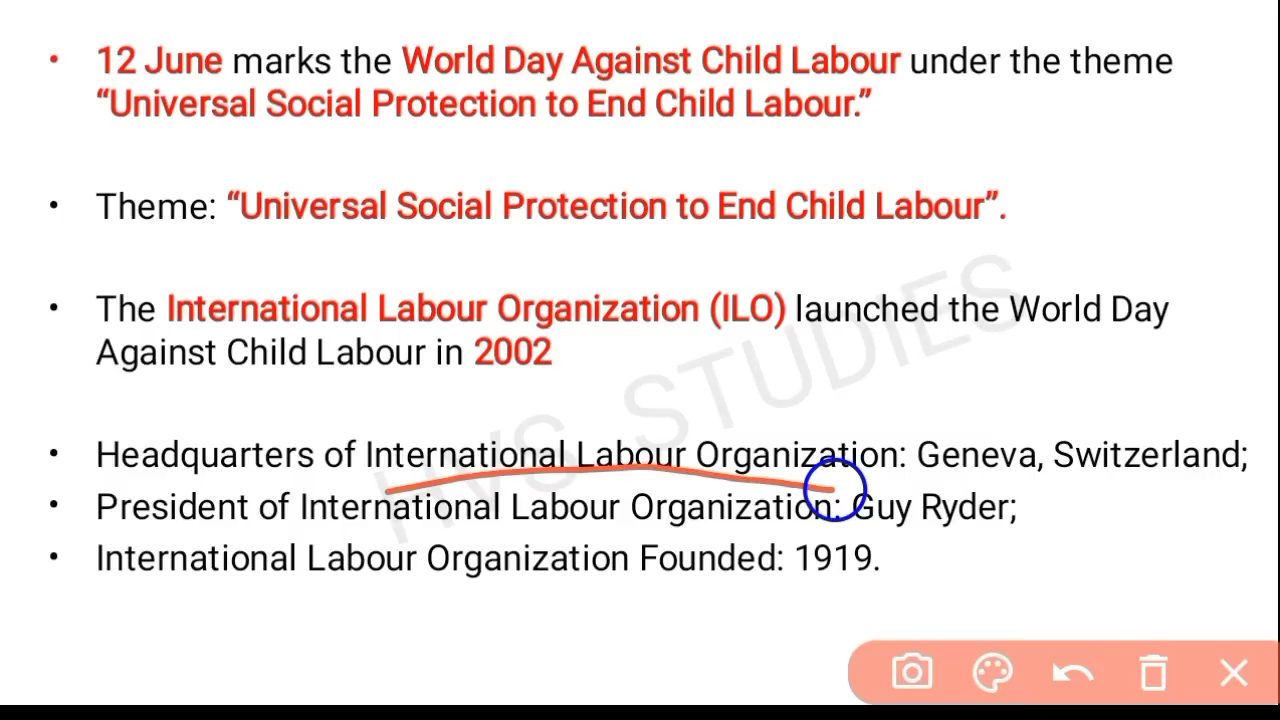 • 12 June marks the World Day Against Child Labour under the theme
“Universal Social Protection to End Child Labour.”
• Theme: “Universal Social Protection to End Child Labour”.
• The International Labour Organization (ILO) launched the World Day
Against Child Labour in 2002
• Headquarters of International Labour Organization: Geneva, Switzerland;
• President of International Labour Organization: Guy Ryder;
• International Labour Organization Founded: 1919.
HVS STUDIES